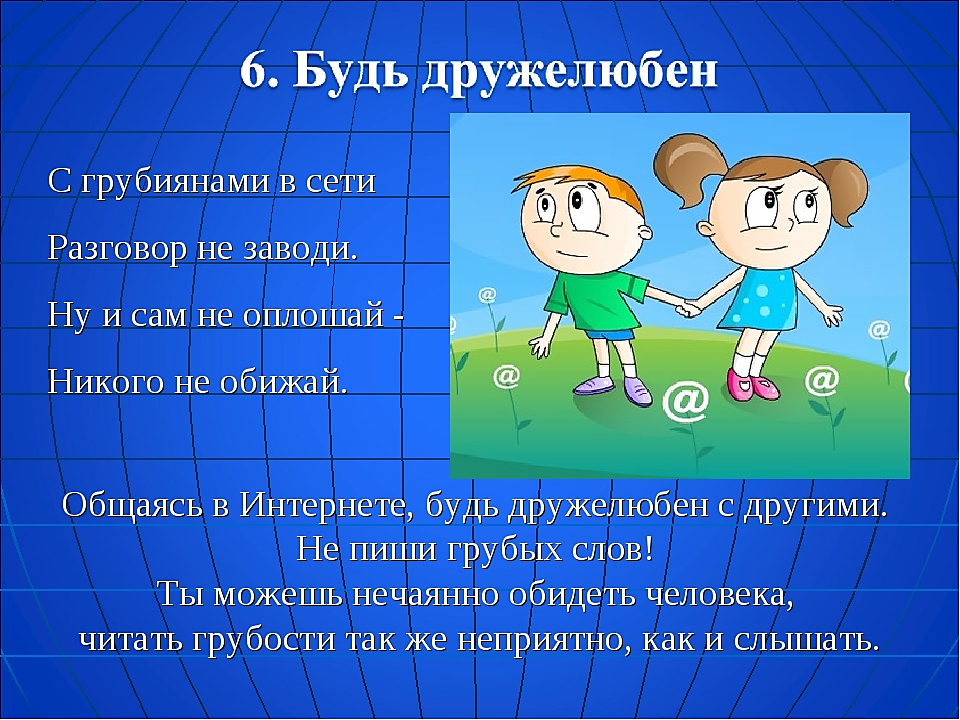 6. Будь дружелюбен
С грубиянами в сети
Разговор не заводи.
Ну и сам не оплошай -
Никого не обижай.
@
@
@
@
@
Общаясь в Интернете, будь дружелюбен с другими.
Не пиши грубых слов!
Ты можешь нечаянно обидеть человека,
читать грубости так же неприятно, как и слышать.